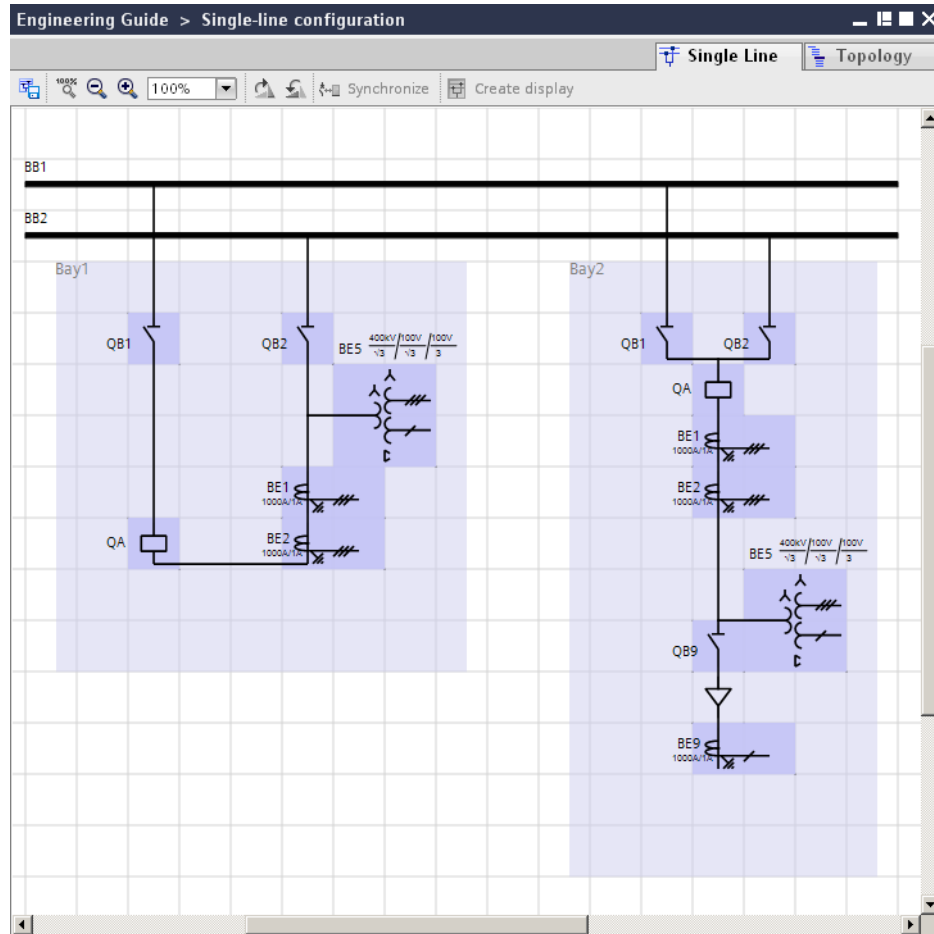 Engineering Guide > Single-line configuration
Single Line
Topology
100%
100%
Synchronize
Create display
BB1
BB2
Bay1
Bay2
QB1
QB2
BE5 400kV/√3 / 100V/√3 / 100V/3
QB1
QB2
QA
BE1
1000A/1A
BE2
1000A/1A
BE1
1000A/1A
QA
BE2
1000A/1A
BE5 400kV/√3 / 100V/√3 / 100V/3
QB9
BE9
1000A/1A